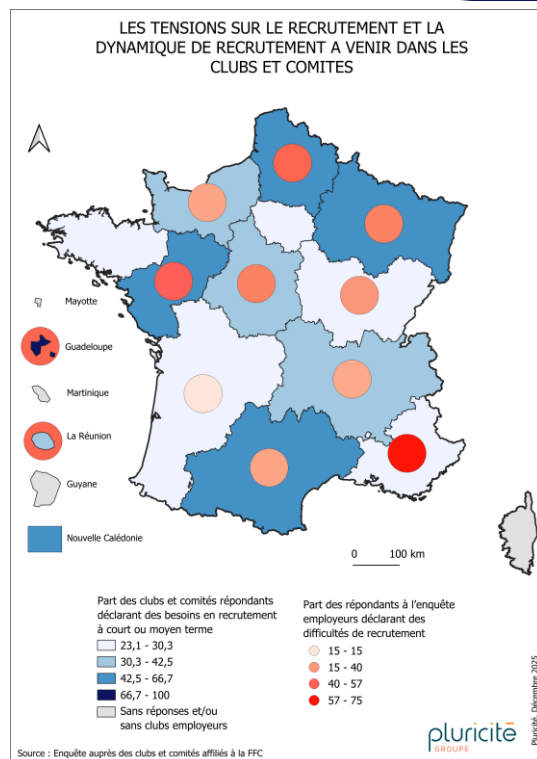 LES TENSIONS SUR LE RECRUTEMENT ET LA
DYNAMIQUE DE RECRUTEMENT A VENIR DANS LES
CLUBS ET COMITES
Mayotte
Guadeloupe
Martinique
La Réunion
Guyane
Nouvelle Calédonie
0 100 km
Part des clubs et comités répondants
déclarant des besoins en recrutement
à court ou moyen terme
23,1 - 30,3
30,3 - 42,5
42,5 - 66,7
66,7 - 100
Sans réponses et/ou
sans clubs employeurs
Part des répondants à l'enquête
employeurs déclarant des
difficultés de recrutement
15 - 15
15 - 40
40 - 57
57 - 75
pluricité
GROUPE
Pluricité, Décembre 2025
Source : Enquête auprès des clubs et comités affiliés à la FFC